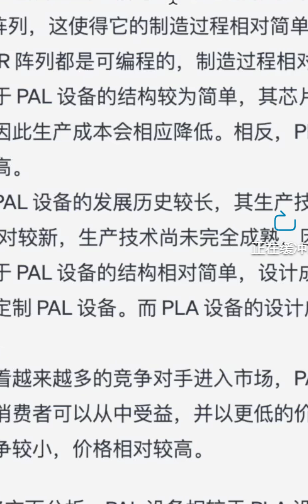 阵列，这使得它的制造过程相对简单
R 阵列都是可编程的，制造过程相对
于 PAL 设备的结构较为简单，其芯片
因此生产成本会相应降低。相反，P
高。
PAL 设备的发展历史较长，其生产技
对较新，生产技术尚未完全成熟，因
正在缓冲
于 PAL 设备的结构相对简单，设计成
定制 PAL 设备。而 PLA 设备的设计
着越来越多的竞争对手进入市场，PA
消费者可以从中受益，并以更低的价
争较小，价格相对较高。